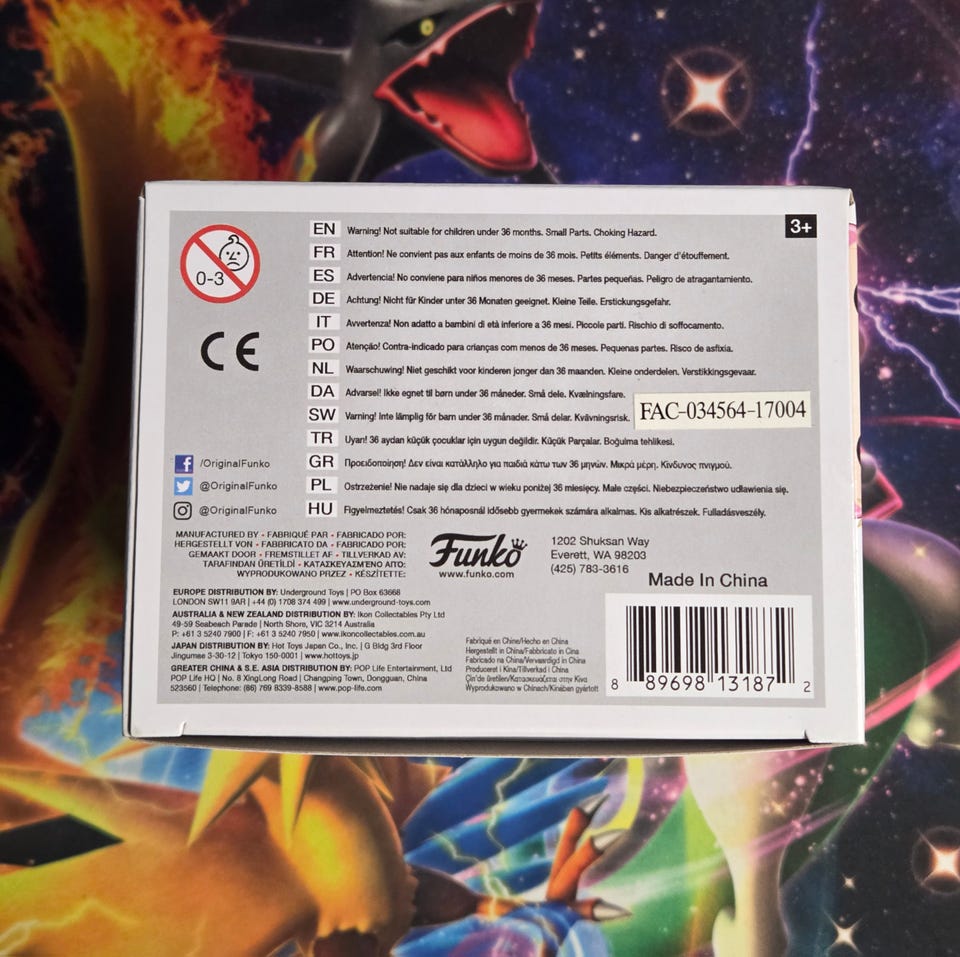 3+
0-3
EN Warning! Not suitable for children under 36 months. Small Parts. Choking Hazard.
FR Attention! Ne convient pas aux enfants de moins de 36 mois. Petits éléments. Danger d'étouffement.
ES Advertencia! No conviene para niños menores de 36 meses. Partes pequeñas. Peligro de atragantamiento.
DE Achtung! Nicht für Kinder unter 36 Monaten geeignet. Kleine Teile. Erstickungsgefahr.
IT Avvertenza! Non adatto a bambini di età inferiore a 36 mesi. Piccole parti. Rischio di soffocamento.
PO Atenção! Contra-indicado para crianças com menos de 36 meses. Pequenas partes. Risco de asfixia.
NL Waarschuwing! Niet geschikt voor kinderen jonger dan 36 maanden. Kleine onderdelen. Verstikkingsgevaar.
DA Advarsel! Ikke egnet til børn under 36 måneder. Små dele. Kvælningsfare.
SW Varning! Inte lämplig för barn under 36 månader. Små delar. Kvävningsrisk.
FAC-034564-17004
TR Uyarı! 36 aydan küçük çocuklar için uygun değildir. Küçük Parçalar. Boğulma tehlikesi.
GR Προειδοποίηση! Δεν είναι κατάλληλο για παιδιά κάτω των 36 μηνών. Μικρά μέρη. Κίνδυνος πνιγμού.
PL Ostrzeżenie! Nie nadaje się dla dzieci w wieku poniżej 36 miesięcy. Małe części. Niebezpieczeństwo udławienia się.
HU Figyelmeztetés! Csak 36 hónaposnál idősebb gyermekek számára alkalmas. Kis alkatrészek. Fulladásveszély.
CE
/OriginalFunko
@OriginalFunko
@OriginalFunko
MANUFACTURED BY • FABRIQUÉ PAR • FABRICADO POR:
HERGESTELLT VON • FABBRICATO DA • FABRICADO POR:
GEMAAKT DOOR • FREMSTILLET AF • TILLVERKAD AV:
TARAFINDAN ÜRETİLDİ • ΚΑΤΑΣΚΕΥΑΣΜΕΝΟ ΑΠΟ:
WYPRODUKOWANO PRZEZ • KÉSZÍTETTE:
Funko
www.funko.com
1202 Shuksan Way
Everett, WA 98203
(425) 783-3616
Made In China
EUROPE DISTRIBUTION BY: Underground Toys | PO Box 63668
LONDON SW11 9AR | +44 (0) 1708 374 499 | www.underground-toys.com
AUSTRALIA & NEW ZEALAND DISTRIBUTION BY: Ikon Collectables Pty Ltd
49-59 Seabeach Parade | North Shore, VIC 3214 Australia
P: +61 3 5240 7900 | F: +61 3 5240 7950 | www.ikoncollectables.com.au
JAPAN DISTRIBUTION BY: Hot Toys Japan Co., Inc. | G Bldg 3rd Floor
Jingumae 3-30-12 | Tokyo 150-0001 | www.hottoys.jp
GREATER CHINA & S.E. ASIA DISTRIBUTION BY: POP Life Entertainment, Ltd
POP Life HQ | No. 8 XingLong Road | Changping Town, Dongguan, China
523560 | Telephone: (86) 769 8339-8588 | www.pop-life.com
Fabriqué en Chine/Hecho en China
Hergestellt in China/Fabbricato in Cina
Fabricado na China/Vervaardigd in China
Produceret i Kina/Tillverkad i China
Çin'de üretilen/Κατασκευάζεται στην Κίνα
Wyprodukowano w Chinach/Kínában gyártott
8 89698 13187 2